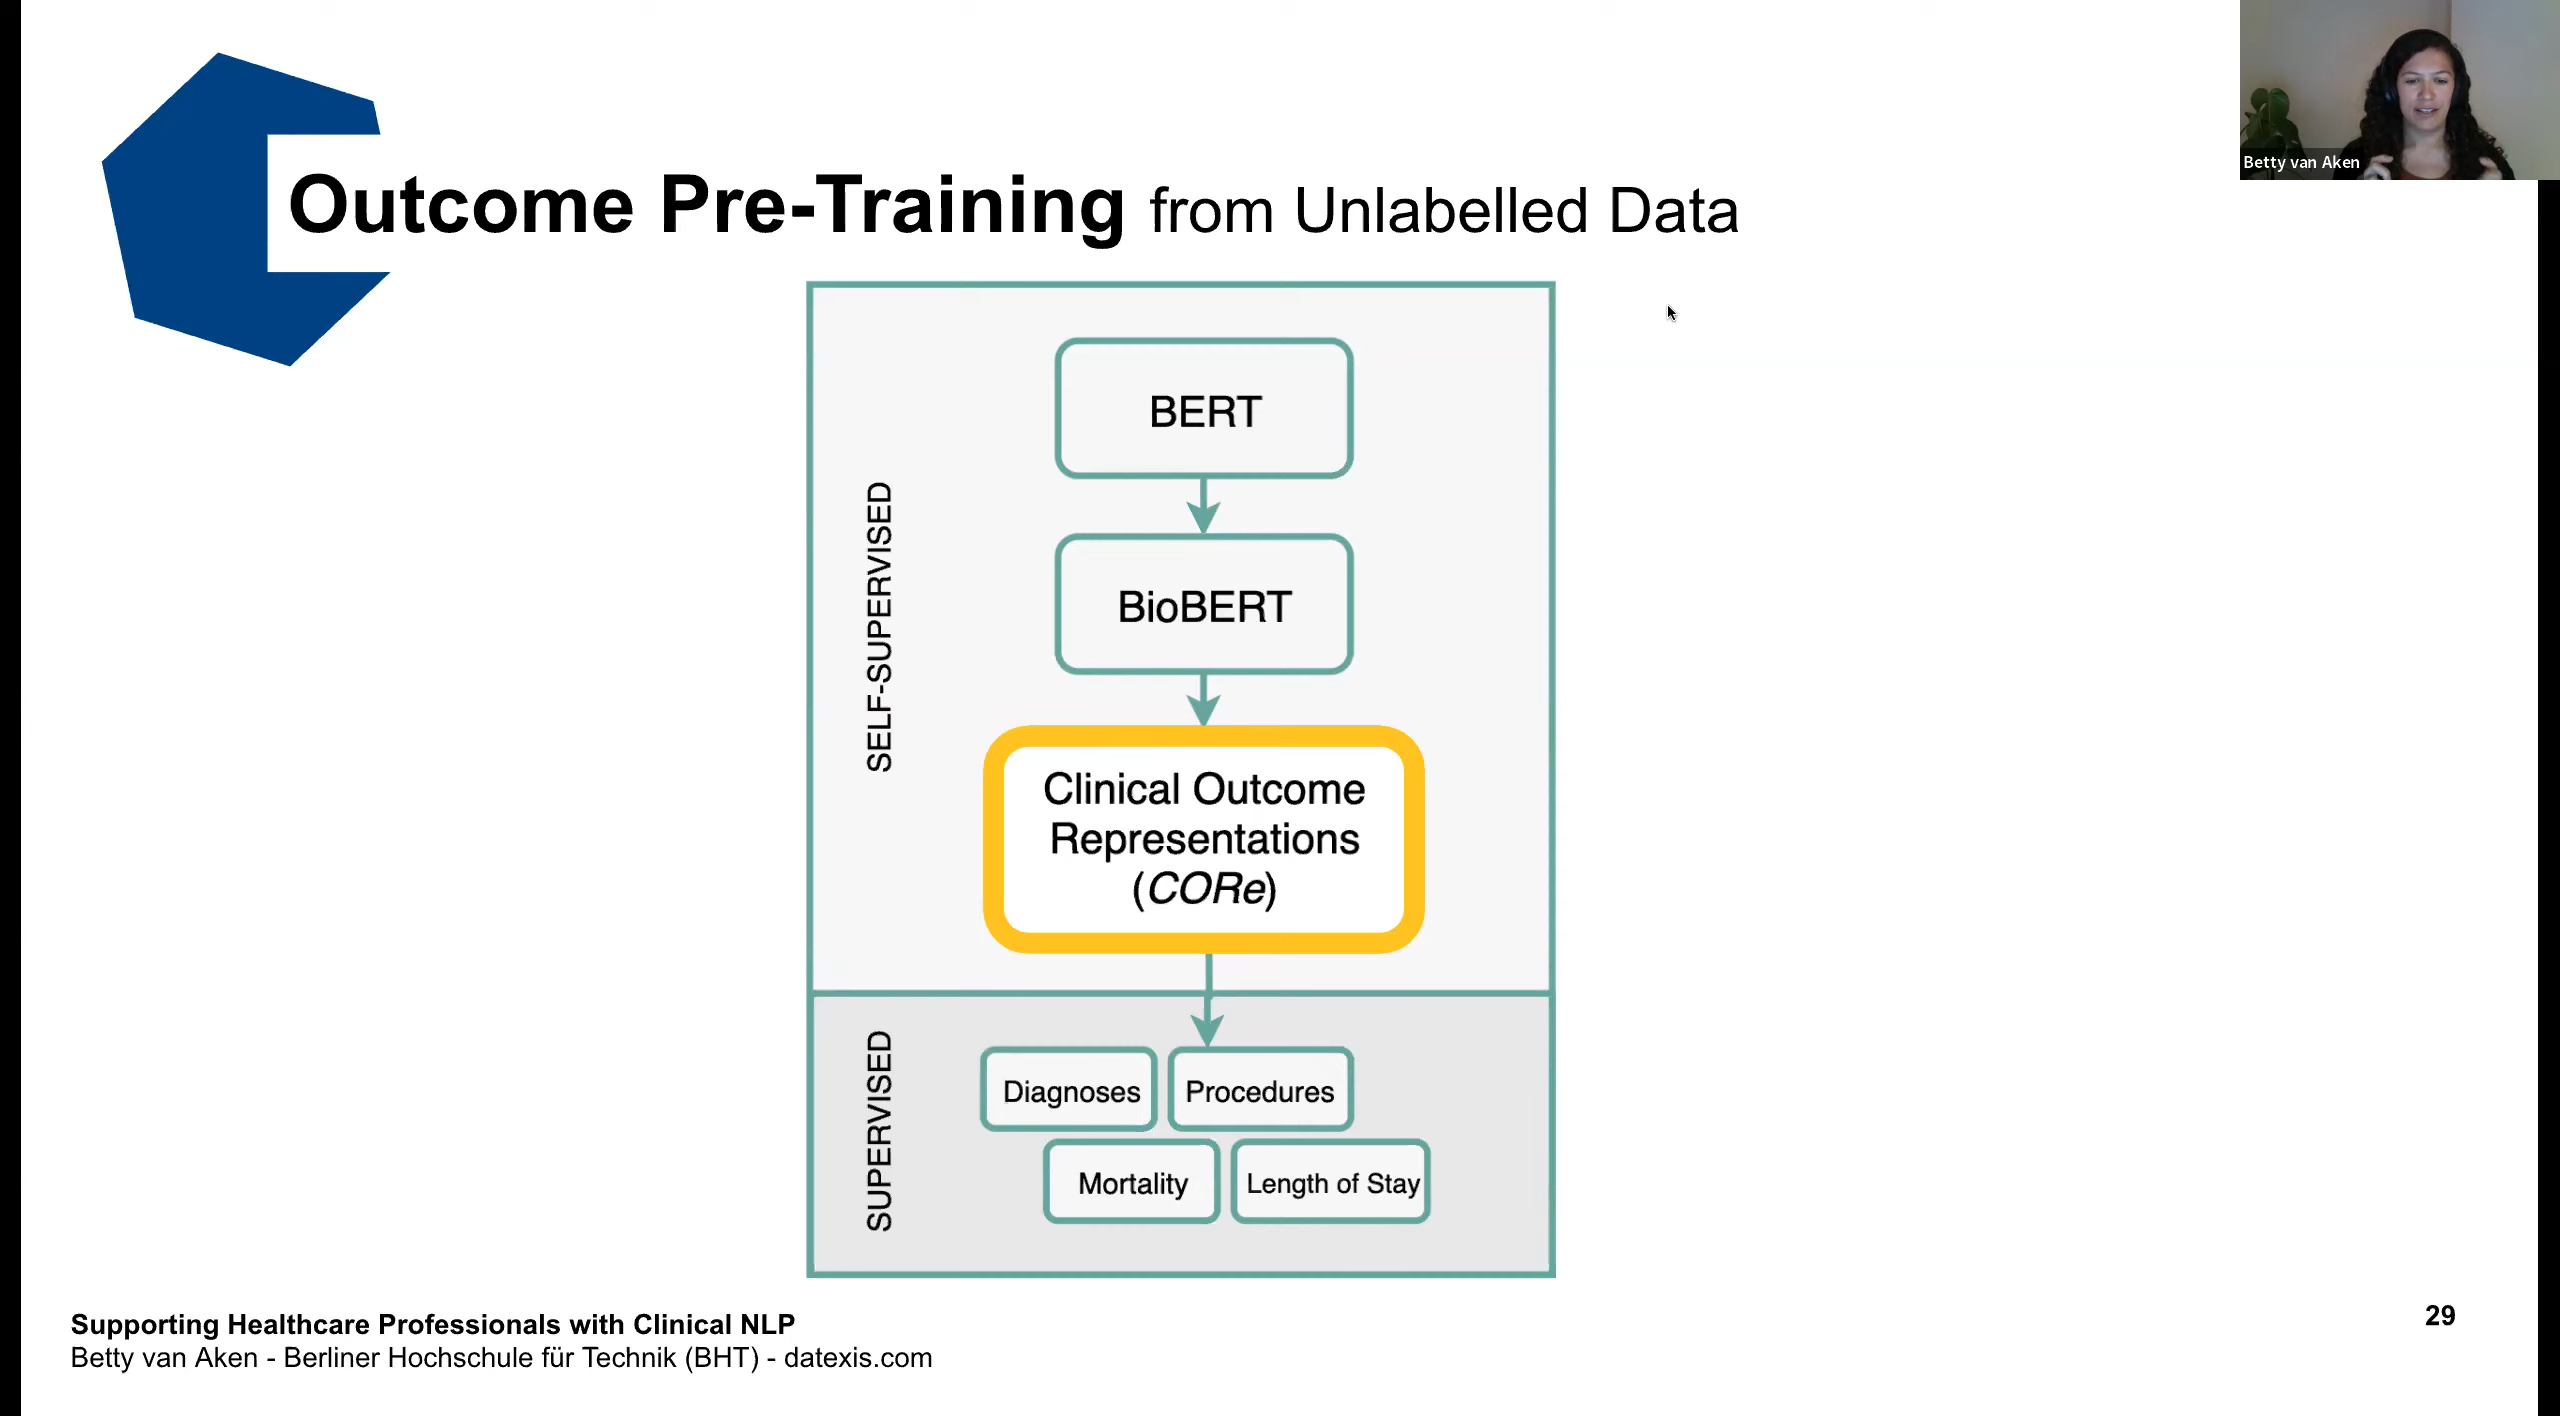 Betty van Aken
Outcome Pre-Training from Unlabelled Data
SELF-SUPERVISED
BERT
BioBERT
Clinical Outcome
Representations
(CORe)
SUPERVISED
Diagnoses
Procedures
Mortality
Length of Stay
Supporting Healthcare Professionals with Clinical NLP
Betty van Aken - Berliner Hochschule für Technik (BHT) - datexis.com
29